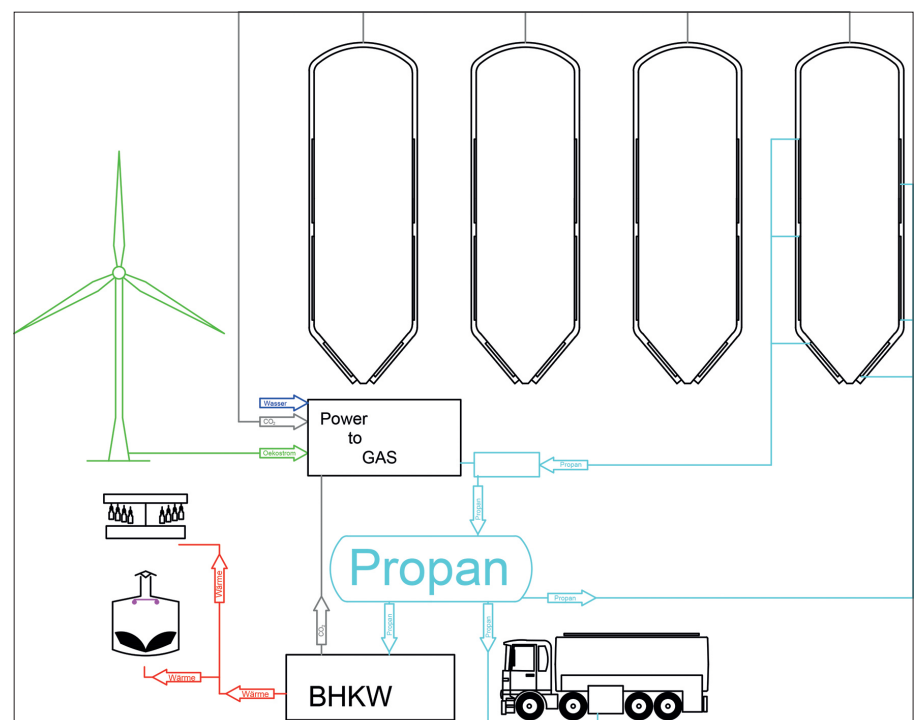 Wasser
CO₂
Power
to
GAS
Oekostrom
Propan
Propan
Propan
Propan
Propan
Propan
CO₂
Wärme
Wärme
Wärme
BHKW